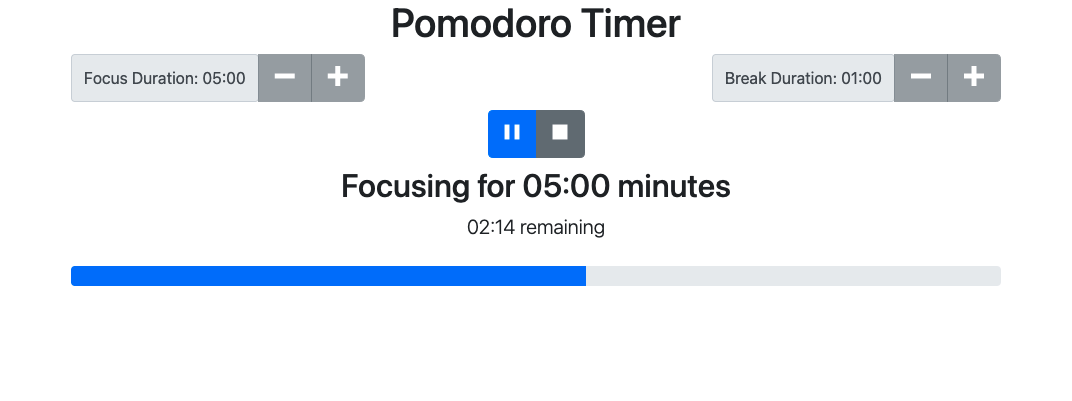 Pomodoro Timer
Focus Duration: 05:00
Break Duration: 01:00
Focusing for 05:00 minutes
02:14 remaining